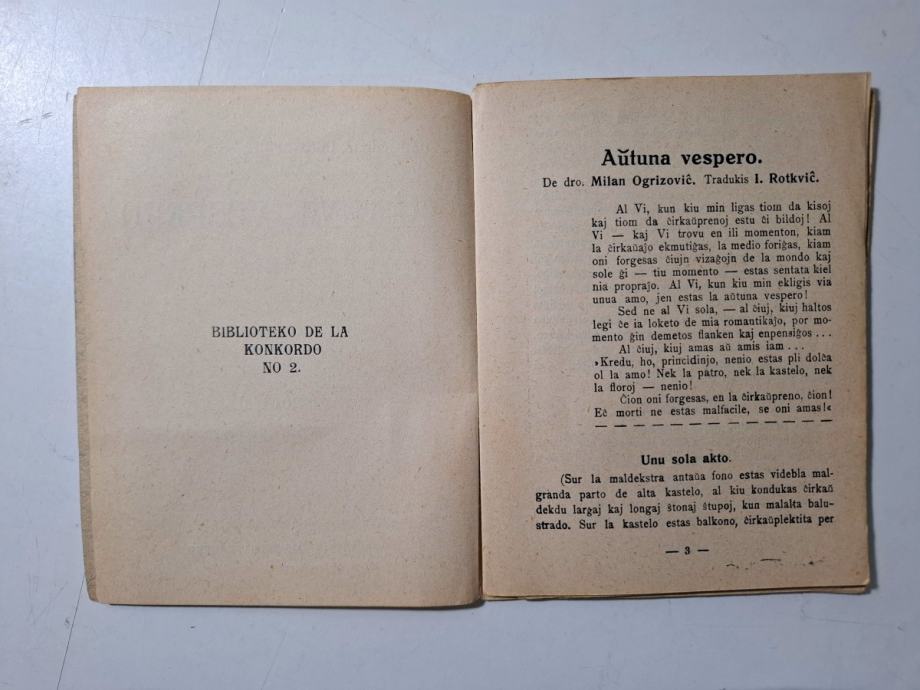 BIBLIOTEKO DE LA
KONKORDO
NO 2.
Aŭtuna vespero.
De dro. Milan Ogrizoviĉ. Tradukis I. Rotkviĉ.
Al Vi, kun kiu min ligas tiom da kisoj
kaj tiom da ĉirkaŭprenoj estu ĉi bildoj! Al
Vi — kaj Vi trovu en ili momenton, kiam
la ĉirkaŭaĵo ekmutiĝas, la medio foriĝas, kiam
oni forgesas ĉiujn vizaĝojn de la mondo kaj
sole ĝi — tiu momento — estas sentata kiel
nia propraĵo. Al Vi, kun kiu min ekligis via
unua amo, jen estas la aŭtuna vespero!
Sed ne al Vi sola, — al ĉiuj, kiuj haltos
legi ĉe ia loketo de mia romantikaĵo, por mo-
mento ĝin demetos flanken kaj enpensiĝos . . .
Al ĉiuj, kiuj amas aŭ amis iam . . .
»Kredu, ho, princidinjo, nenio estas pli dolĉa
ol la amo! Nek la patro, nek la kastelo, nek
la floroj — nenio!
Ĉion oni forgesas, en la ĉirkaŭpreno, ĉion!
Eĉ morti ne estas malfacile, se oni amas!«
Unu sola akto.
(Sur la maldekstra antaŭa fono estas videbla mal-
granda parto de alta kastelo, al kiu kondukas ĉirkaŭ
dekdu larĝaj kaj longaj ŝtonaj ŝtupoj, kun malalta balu-
strado. Sur la kastelo estas balkono, ĉirkaŭplektita per
— 3 —